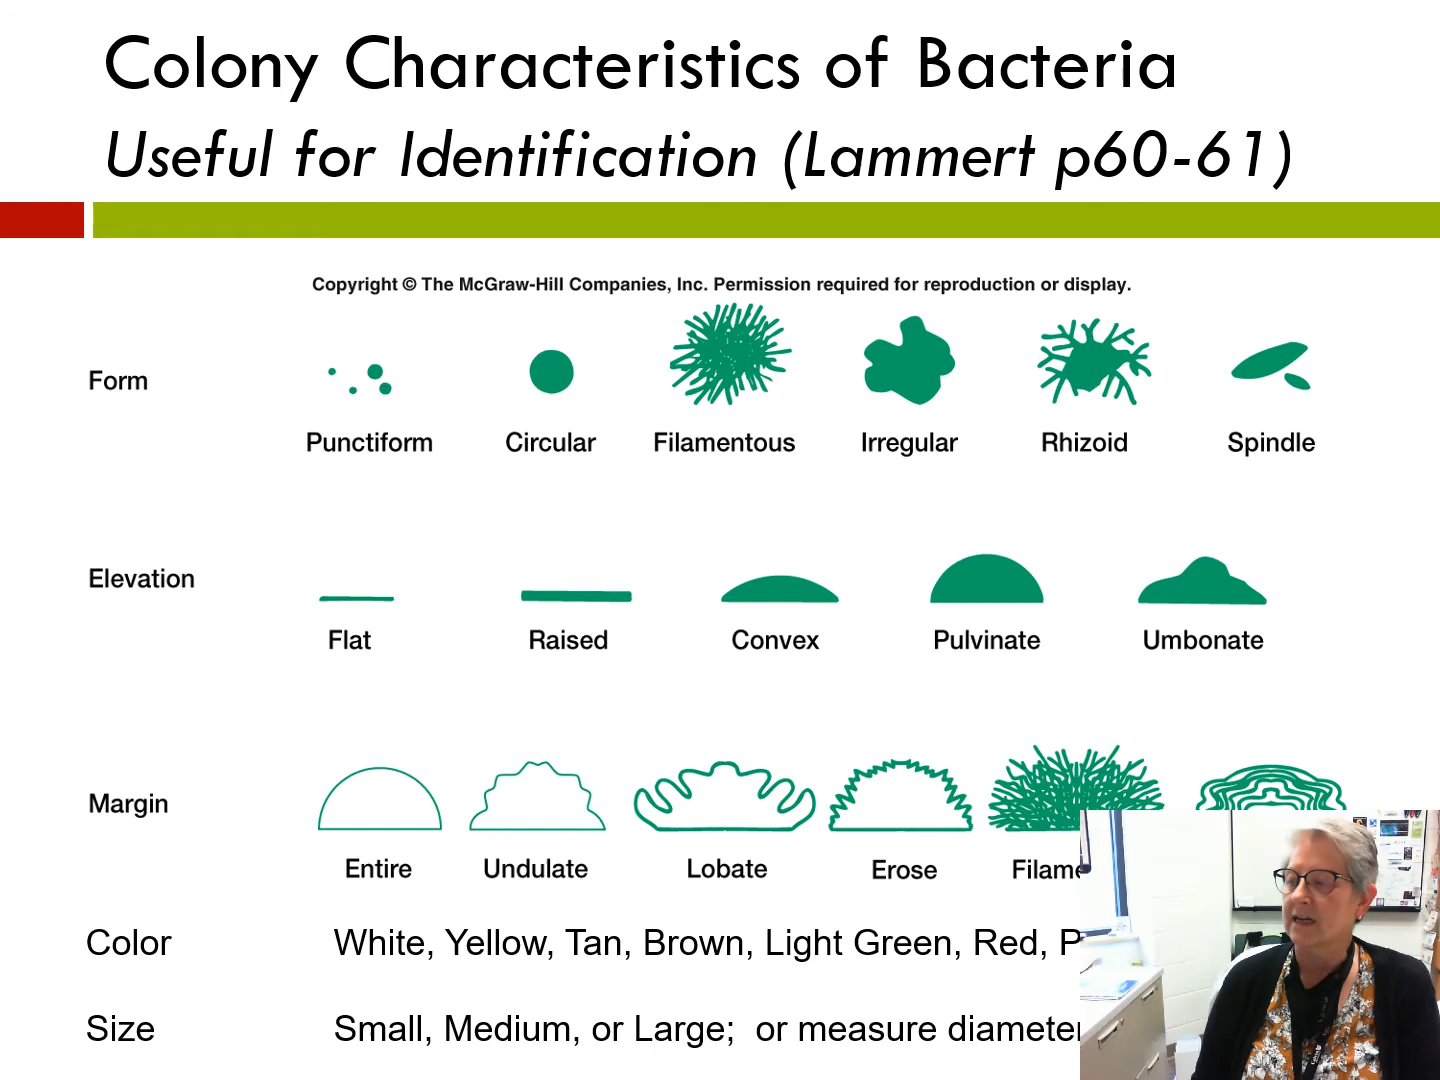 Colony Characteristics of Bacteria
Useful for Identification (Lammert p60-61)
Copyright © The McGraw-Hill Companies, Inc. Permission required for reproduction or display.
Form
Punctiform Circular Filamentous Irregular Rhizoid Spindle
Elevation
Flat Raised Convex Pulvinate Umbonate
Margin
Entire Undulate Lobate Erose
Color White, Yellow, Tan, Brown, Light Green, Red,
Size Small, Medium, or Large; or measure diameter